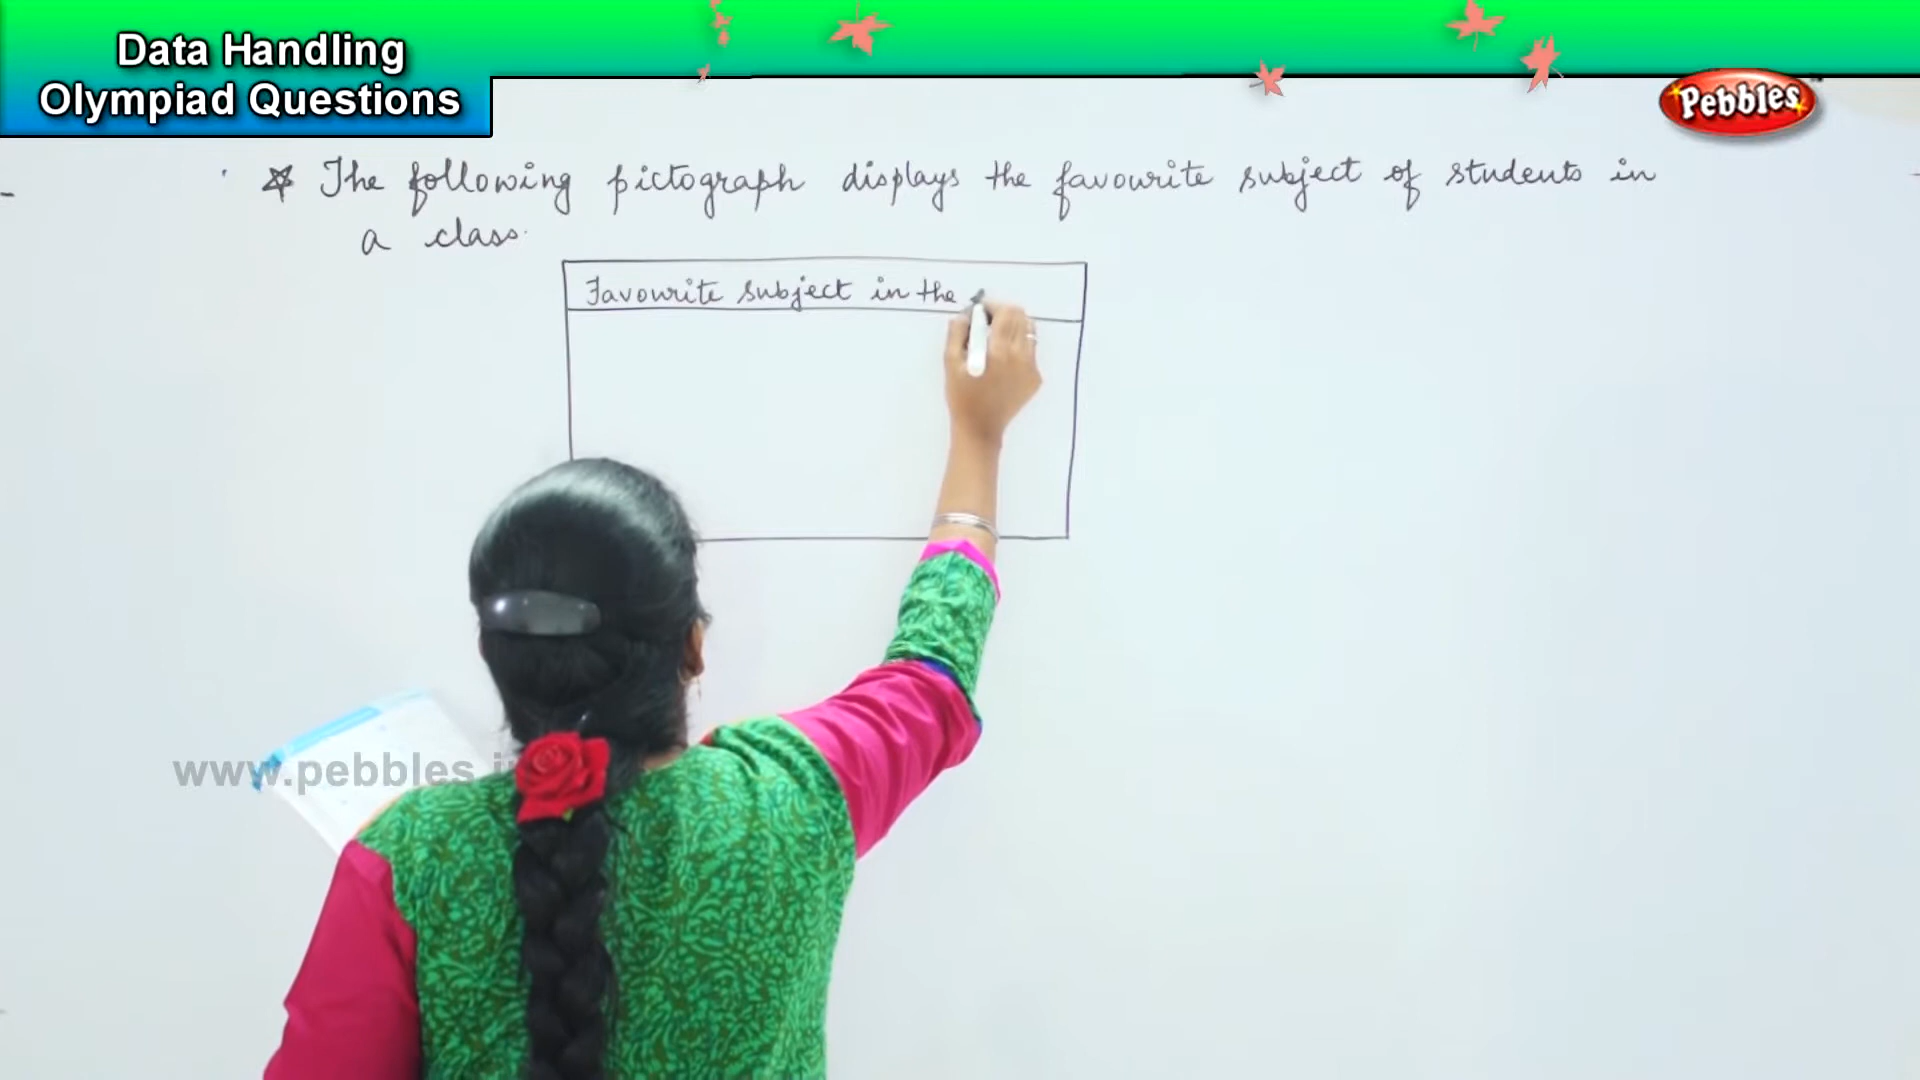 Data Handling
Olympiad Questions
Pebbles
☆ The following pictograph displays the favourite subject of students in
a class.
Favourite subject in the
www.pebbles.i